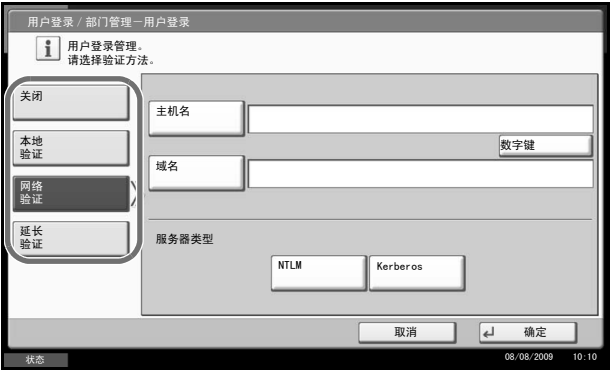 用户登录 / 部门管理－用户登录
用户登录管理。
请选择验证方法。
关闭
本地
验证
网络
验证
延长
验证
主机名
数字键
域名
服务器类型
NTLM
Kerberos
取消
确定
状态
08/08/2009 10:10